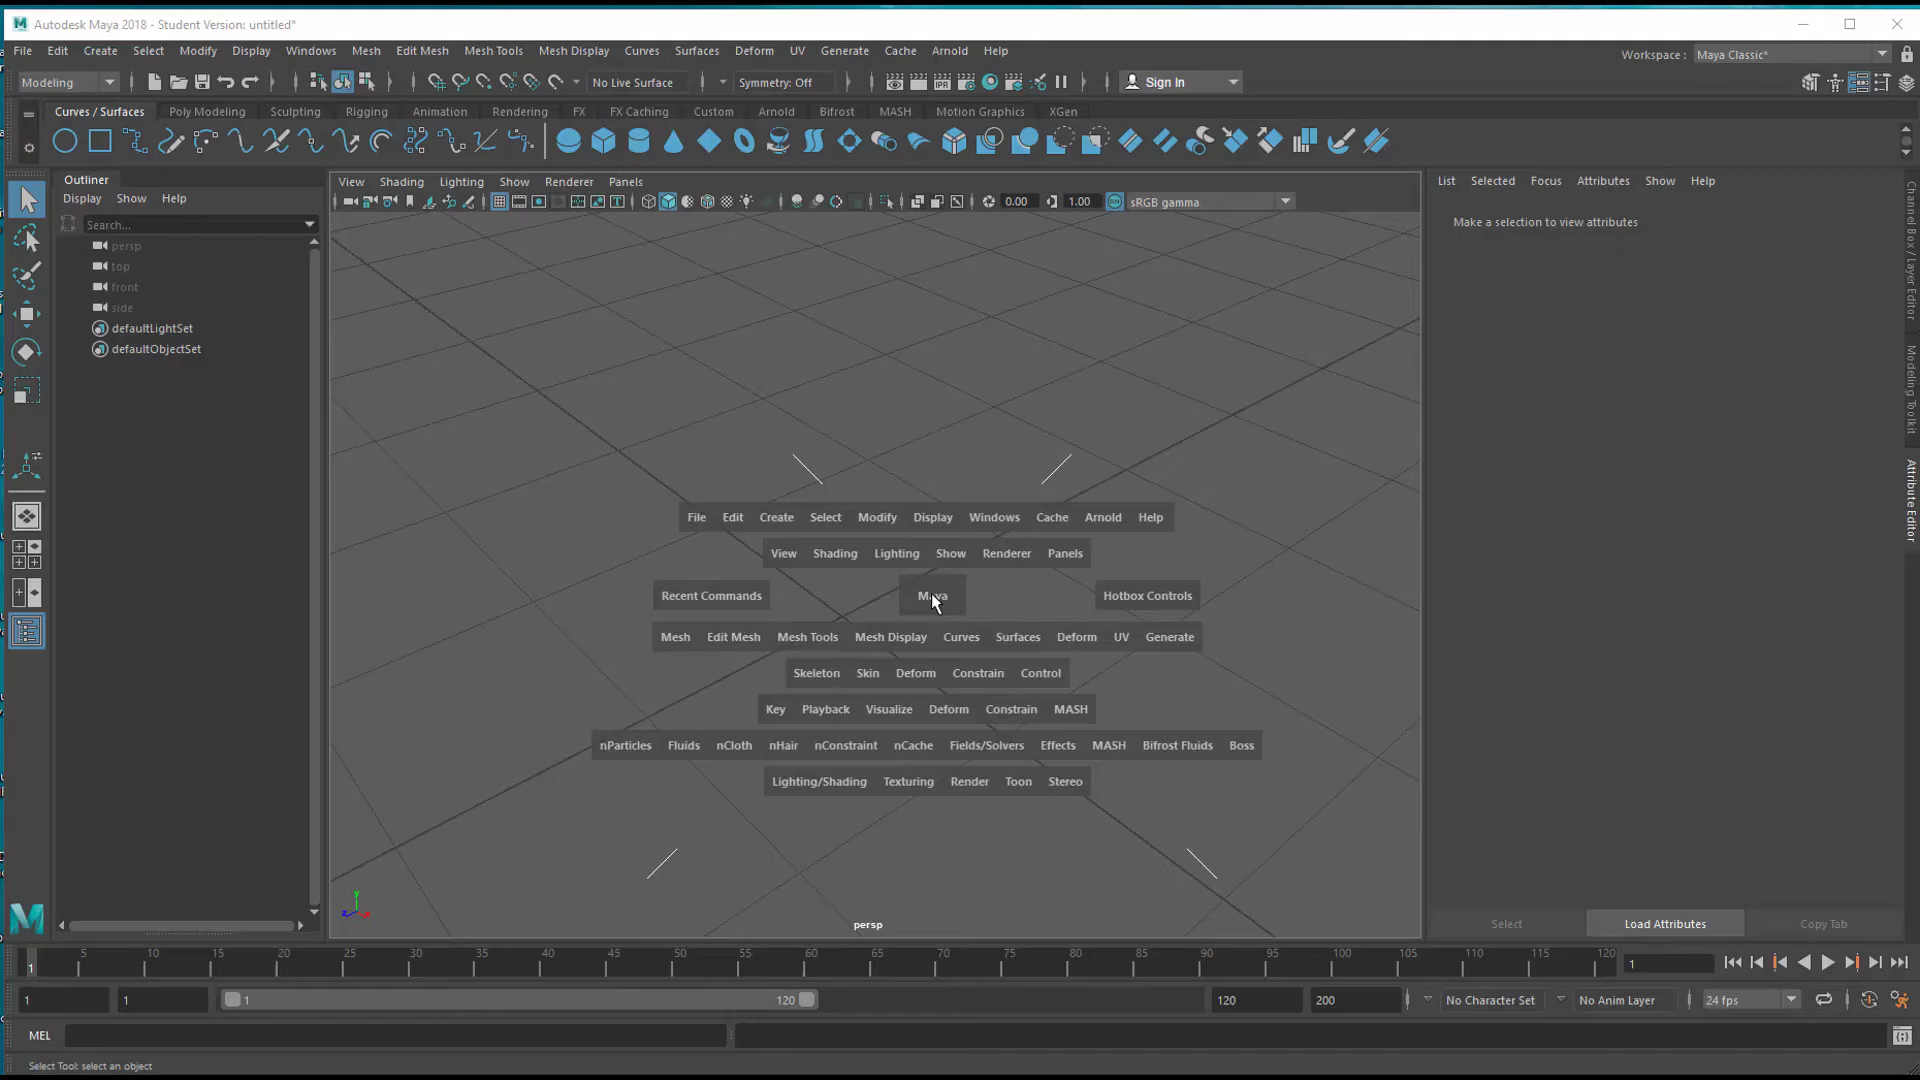 Autodesk Maya 2018 - Student Version: untitled*
File Edit Create Select Modify Display Windows Mesh Edit Mesh Mesh Tools Mesh Display Curves Surfaces Deform UV Generate Cache Arnold Help
Workspace : Maya Classic*
Modeling No Live Surface Symmetry: Off IPR Sign In
Curves / Surfaces Poly Modeling Sculpting Rigging Animation Rendering FX FX Caching Custom Arnold Bifrost MASH Motion Graphics XGen
Outliner
Display Show Help
Search...
persp
top
front
side
defaultLightSet
defaultObjectSet
View Shading Lighting Show Renderer Panels
0.00 1.00 ON sRGB gamma
File Edit Create Select Modify Display Windows Cache Arnold Help
View Shading Lighting Show Renderer Panels
Recent Commands Maya Hotbox Controls
Mesh Edit Mesh Mesh Tools Mesh Display Curves Surfaces Deform UV Generate
Skeleton Skin Deform Constrain Control
Key Playback Visualize Deform Constrain MASH
nParticles Fluids nCloth nHair nConstraint nCache Fields/Solvers Effects MASH Bifrost Fluids Boss
Lighting/Shading Texturing Render Toon Stereo
y
z x
persp
List Selected Focus Attributes Show Help
Make a selection to view attributes
Select Load Attributes Copy Tab
Channel Box / Layer Editor
Modeling Toolkit
Attribute Editor
1 5 10 15 20 25 30 35 40 45 50 55 60 65 70 75 80 85 90 95 100 105 110 115 120 1
1 1 1 120 120 200 No Character Set No Anim Layer 24 fps
MEL
Select Tool: select an object